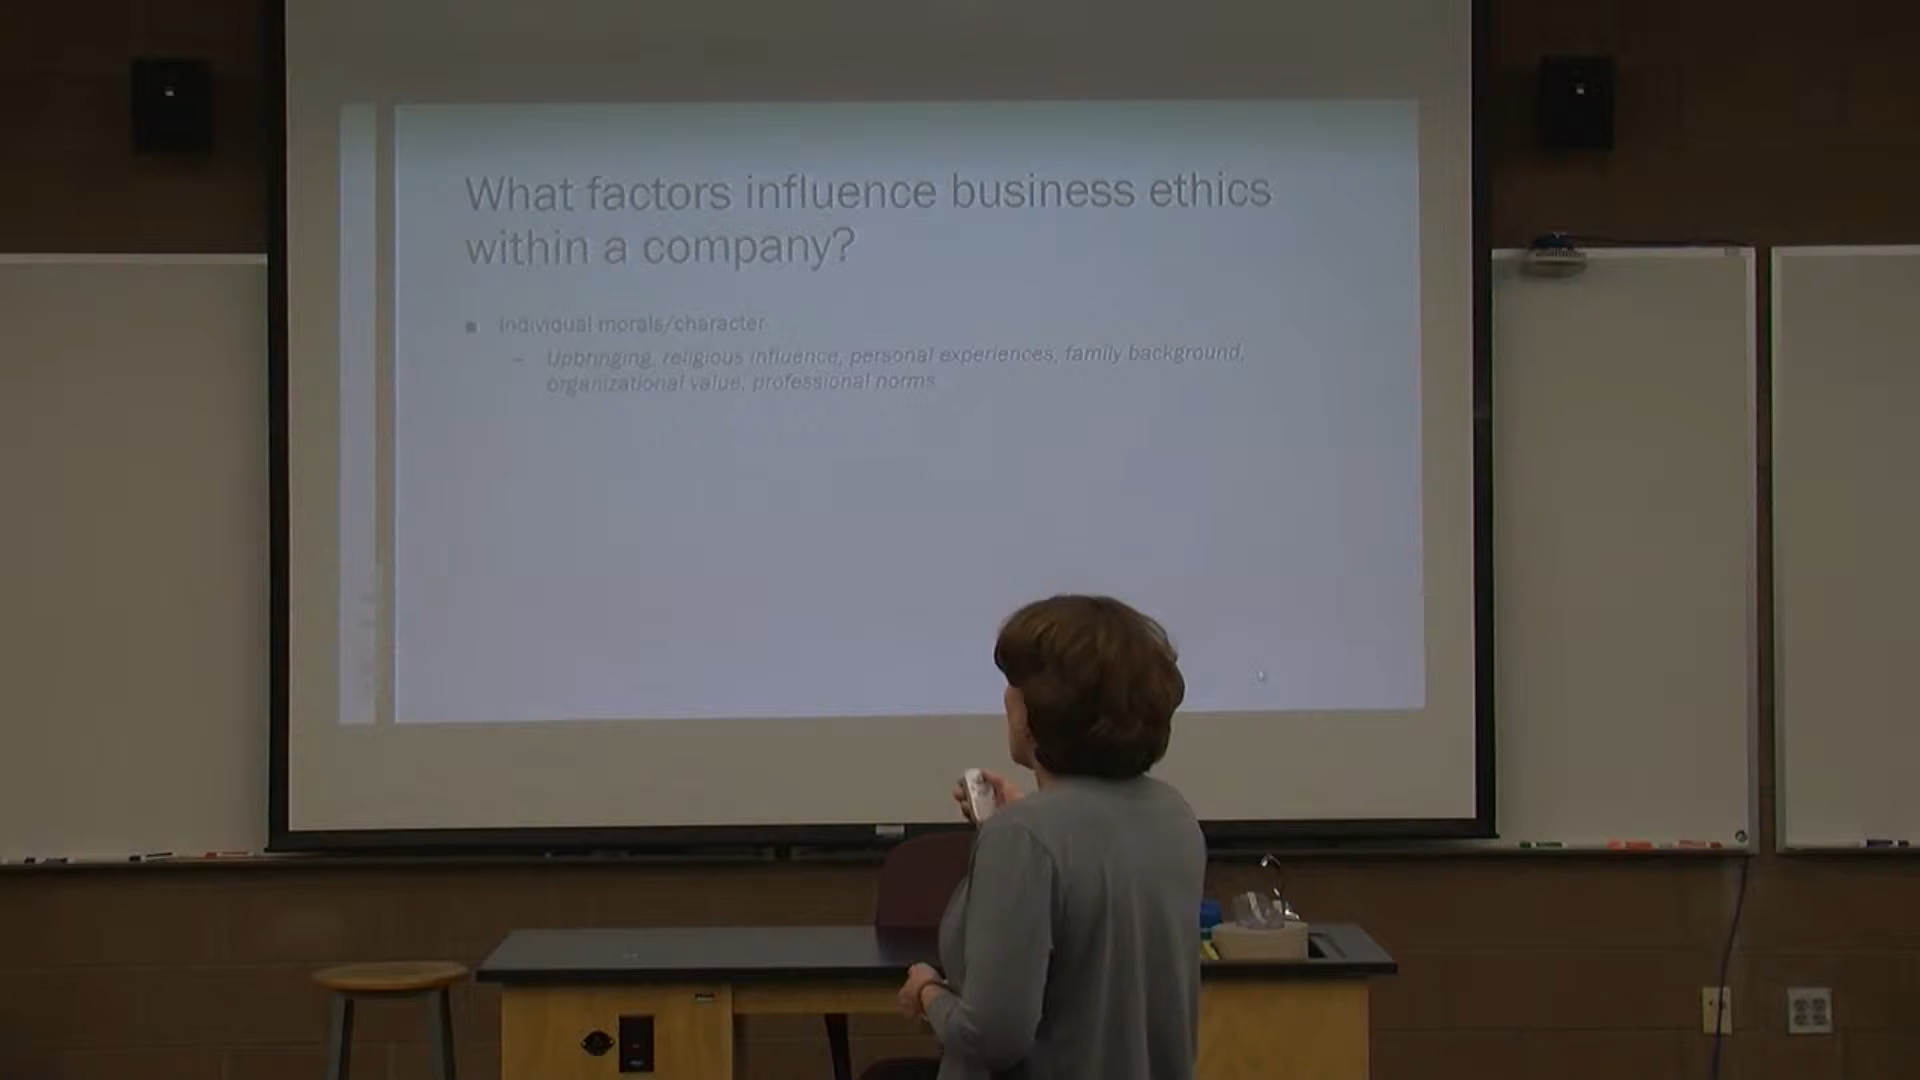 What factors influence business ethics
within a company?
■ Individual morals/character
– Upbringing, religious influence, personal experiences, family background,
organizational value, professional norms